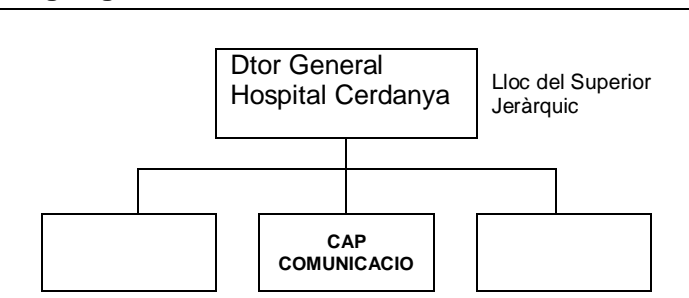 Dtor General
Hospital Cerdanya
Lloc del Superior
Jeràrquic
CAP
COMUNICACIO